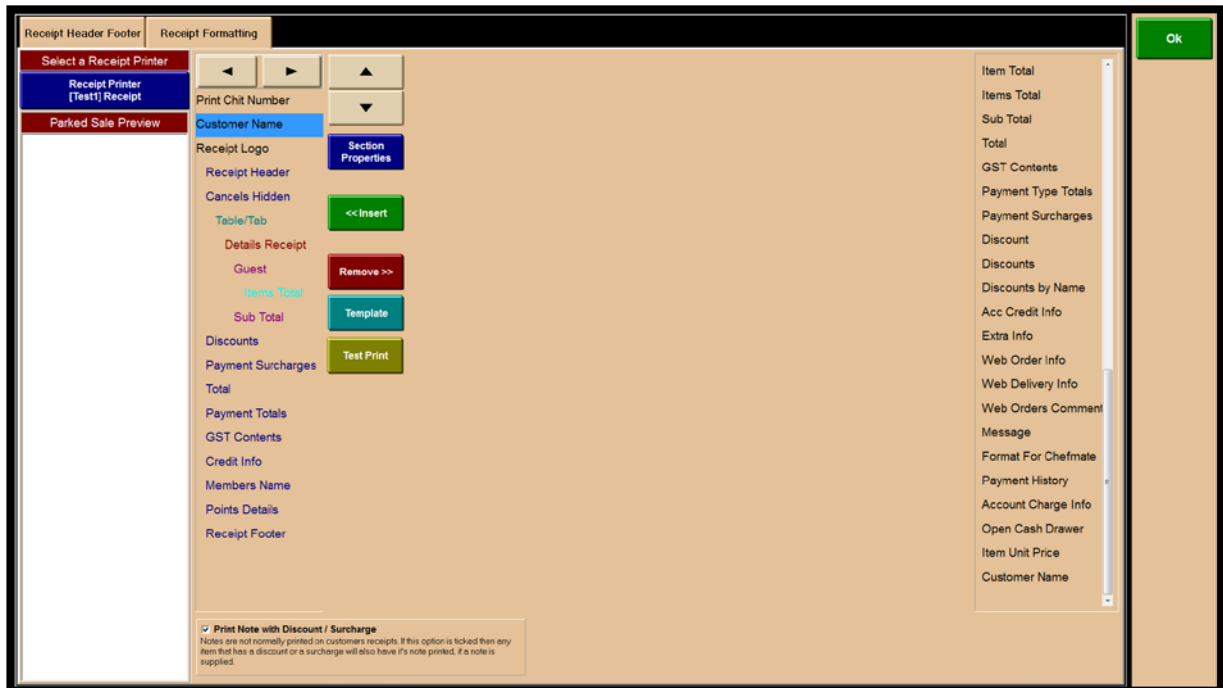 Receipt Header Footer
Receipt Formatting
Ok
Select a Receipt Printer
Receipt Printer
[Test1] Receipt
Parked Sale Preview
Print Chit Number
Customer Name
Receipt Logo
Receipt Header
Cancels Hidden
Table/Tab
Details Receipt
Guest
Items Total
Sub Total
Discounts
Payment Surcharges
Total
Payment Totals
GST Contents
Credit Info
Members Name
Points Details
Receipt Footer
Section
Properties
<<Insert
Remove >>
Template
Test Print
Item Total
Items Total
Sub Total
Total
GST Contents
Payment Type Totals
Payment Surcharges
Discount
Discounts
Discounts by Name
Acc Credit Info
Extra Info
Web Order Info
Web Delivery Info
Web Orders Comment
Message
Format For Chefmate
Payment History
Account Charge Info
Open Cash Drawer
Item Unit Price
Customer Name
Print Note with Discount / Surcharge
Notes are not normally printed on customers receipts. If this option is ticked then any
item that has a discount or a surcharge will also have it's note printed, if a note is
supplied.